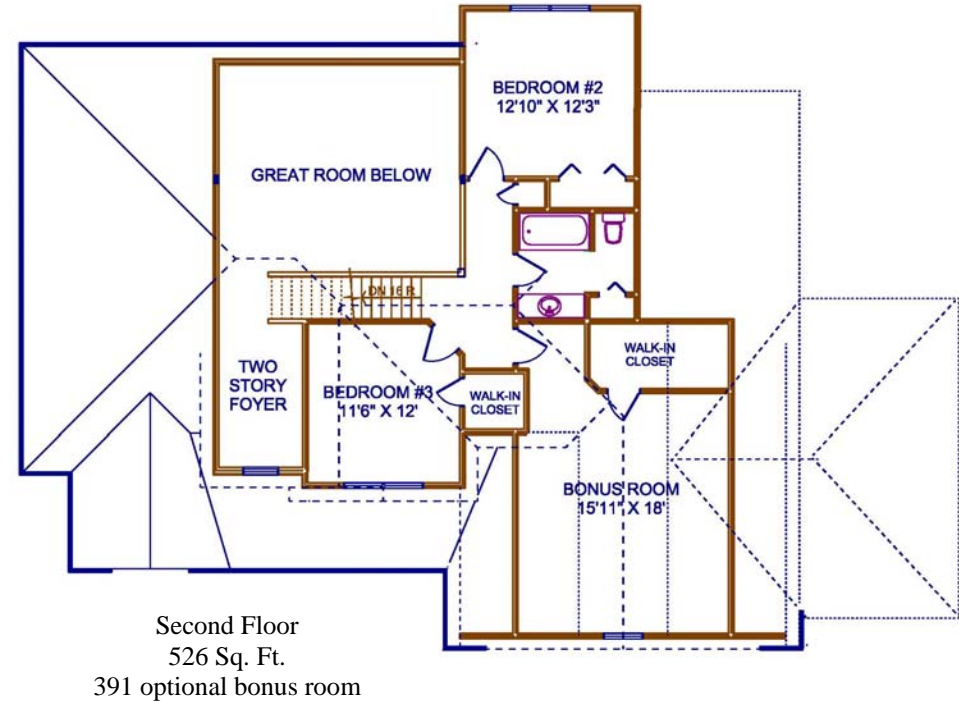 BEDROOM #2
12'10" X 12'3"
GREAT ROOM BELOW
DN 16 R
TWO
STORY
FOYER
BEDROOM #3
11'6" X 12'
WALK-IN
CLOSET
WALK-IN
CLOSET
BONUS ROOM
15'11" X 18'
Second Floor
526 Sq. Ft.
391 optional bonus room